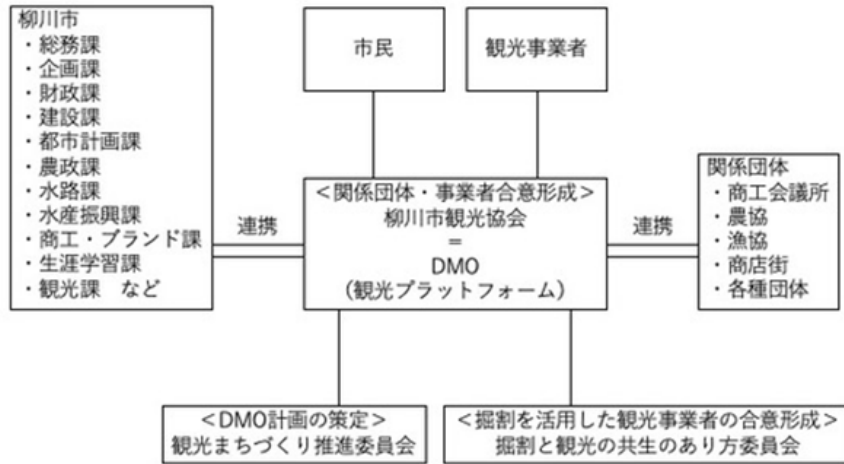 柳川市
・総務課
・企画課
・財政課
・建設課
・都市計画課
・農政課
・水路課
・水産振興課
・商工・ブランド課
・生涯学習課
・観光課　など
市民
観光事業者
連携
＜関係団体・事業者合意形成＞
柳川市観光協会
＝
DMO
（観光プラットフォーム）
連携
関係団体
・商工会議所
・農協
・漁協
・商店街
・各種団体
＜DMO計画の策定＞
観光まちづくり推進委員会
＜掘割を活用した観光事業者の合意形成＞
掘割と観光の共生のあり方委員会